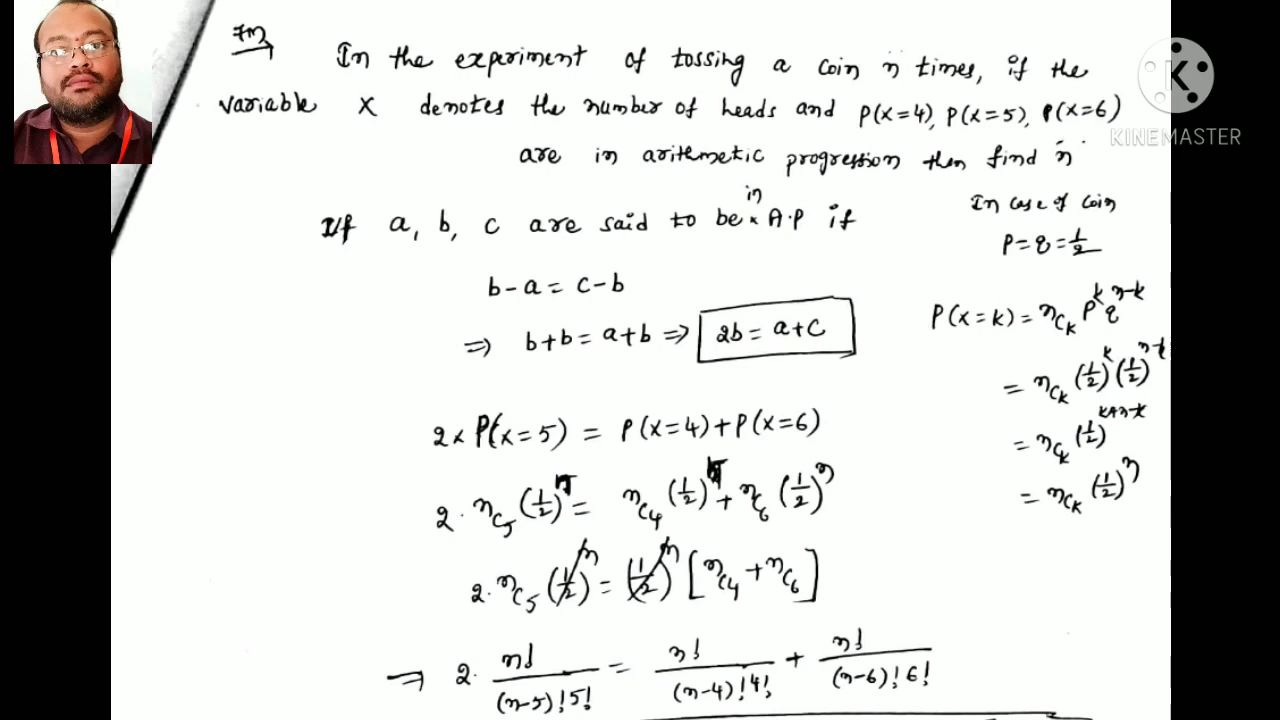 7M
In the experiment of tossing a coin n times, if the
variable X denotes the number of heads and P(x=4), P(x=5), P(x=6)
are in arithmetic progression then find n
If a, b, c are said to be in A.P if
b-a = c-b
⇒ b+b = a+b ⇒ 2b = a+c
2× P(x=5) = P(x=4)+P(x=6)
2. nC5 (1/2)^n = nC4 (1/2)^n + nC6 (1/2)^n
2. nC5 (1/2)^n = (1/2)^n [nC4 + nC6]
⇒ 2. n!/(n-5)!5! = n!/(n-4)!4! + n!/(n-6)!6!
In case of coin
P = q = 1/2
P(x=k) = nCk P^k q^n-k
= nCk (1/2)^k (1/2)^n-k
= nCk (1/2)^k+n-k
= nCk (1/2)^n
K
KINEMASTER